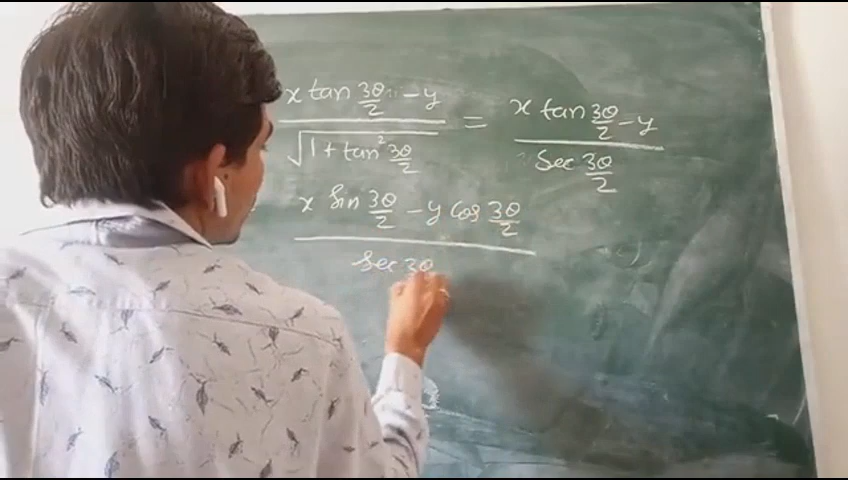 x tan 3θ/2 - y / √(1 + tan² 3θ/2) = x tan 3θ/2 - y / sec 3θ/2
x sin 3θ/2 - y cos 3θ/2 / sec 3θ